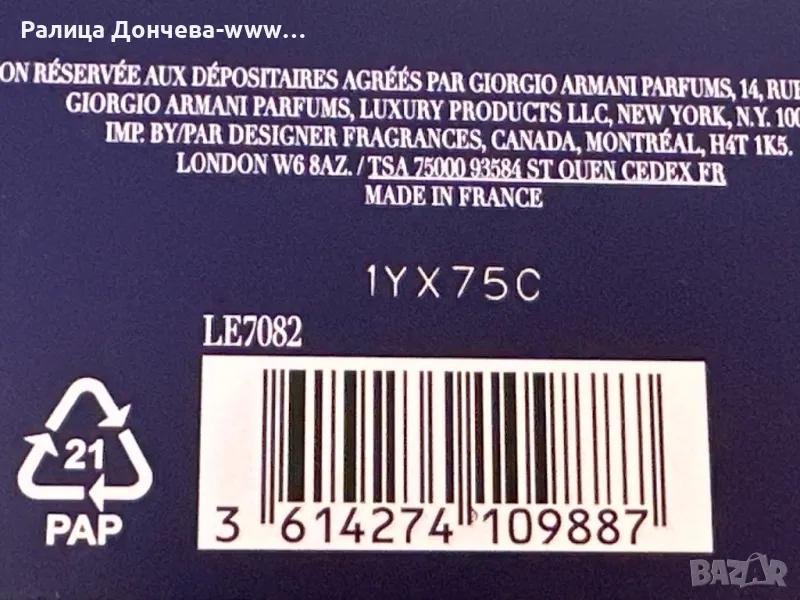 Ралица Дончева-www...
ON RÉSERVÉE AUX DÉPOSITAIRES AGRÉÉS PAR GIORGIO ARMANI PARFUMS, 14, RUE
GIORGIO ARMANI PARFUMS, LUXURY PRODUCTS LLC, NEW YORK, N.Y. 100
IMP. BY/PAR DESIGNER FRAGRANCES, CANADA, MONTRÉAL, H4T 1K5.
LONDON W6 8AZ. / TSA 75000 93584 ST OUEN CEDEX FR
MADE IN FRANCE
1YX75C
LE7082
21
PAP
3 614274 109887
BAZAR